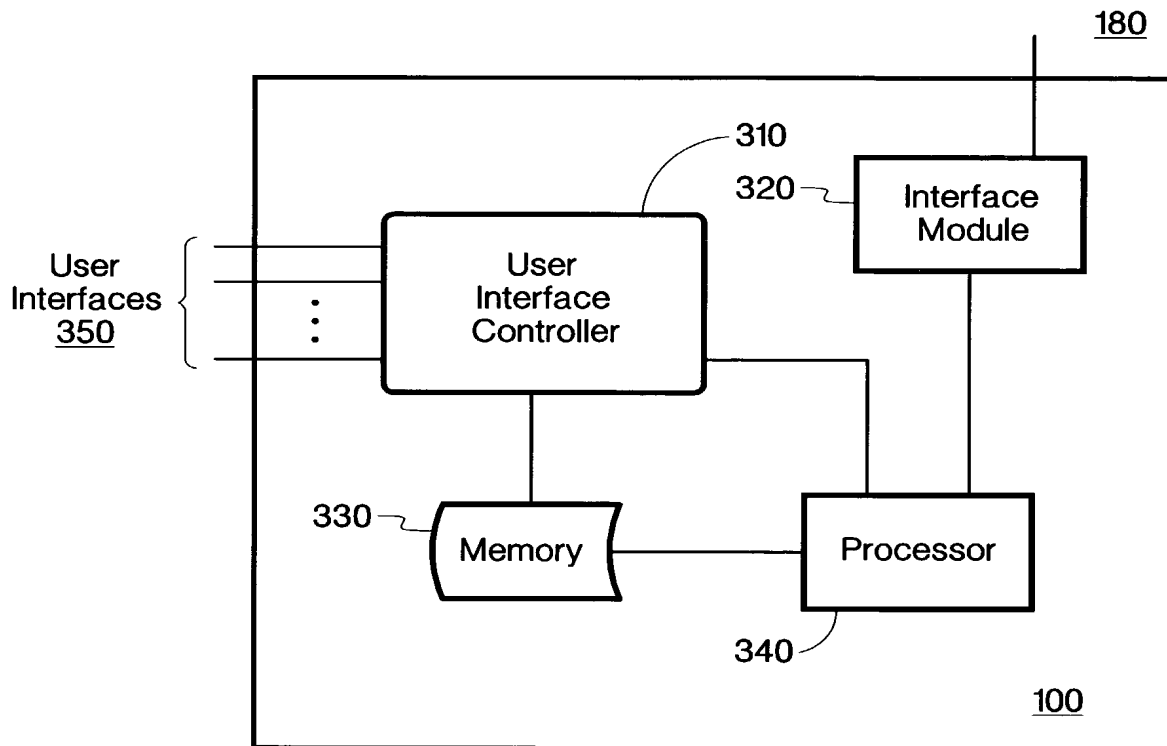 180
310
320
Interface
Module
User
Interfaces
350
User
Interface
Controller
330
Memory
Processor
340
100